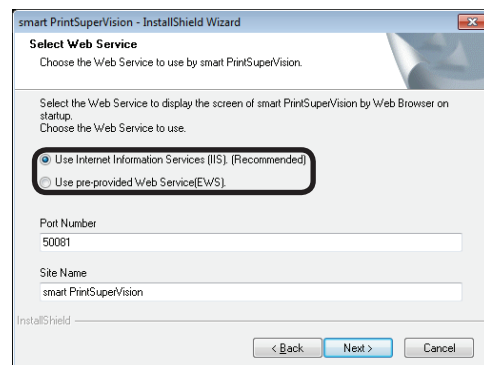 smart PrintSuperVision - InstallShield Wizard
Select Web Service
Choose the Web Service to use by smart PrintSuperVision.
Select the Web Service to display the screen of smart PrintSuperVision by Web Browser on
startup.
Choose the Web Service to use.
Use Internet Information Services (IIS). (Recommended)
Use pre-provided Web Service(EWS).
Port Number
50081
Site Name
smart PrintSuperVision
InstallShield
< Back
Next >
Cancel